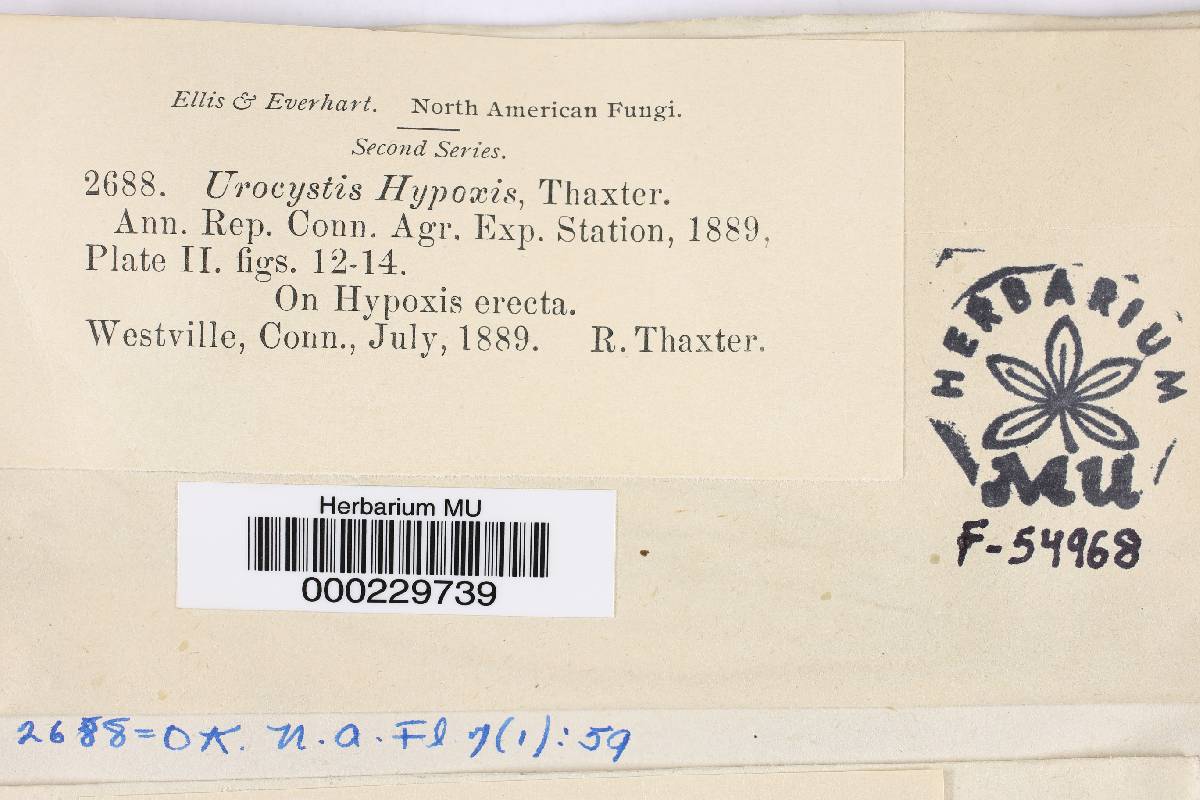 Ellis & Everhart. North American Fungi.
Second Series.
2688. Urocystis Hypoxis, Thaxter.
Ann. Rep. Conn. Agr. Exp. Station, 1889,
Plate II. figs. 12-14.
On Hypoxis erecta.
Westville, Conn., July, 1889. R. Thaxter.
HERBARIUM
MU
F-54968
Herbarium MU
000229739
2688=OK. N.A. Fl 7(1):59